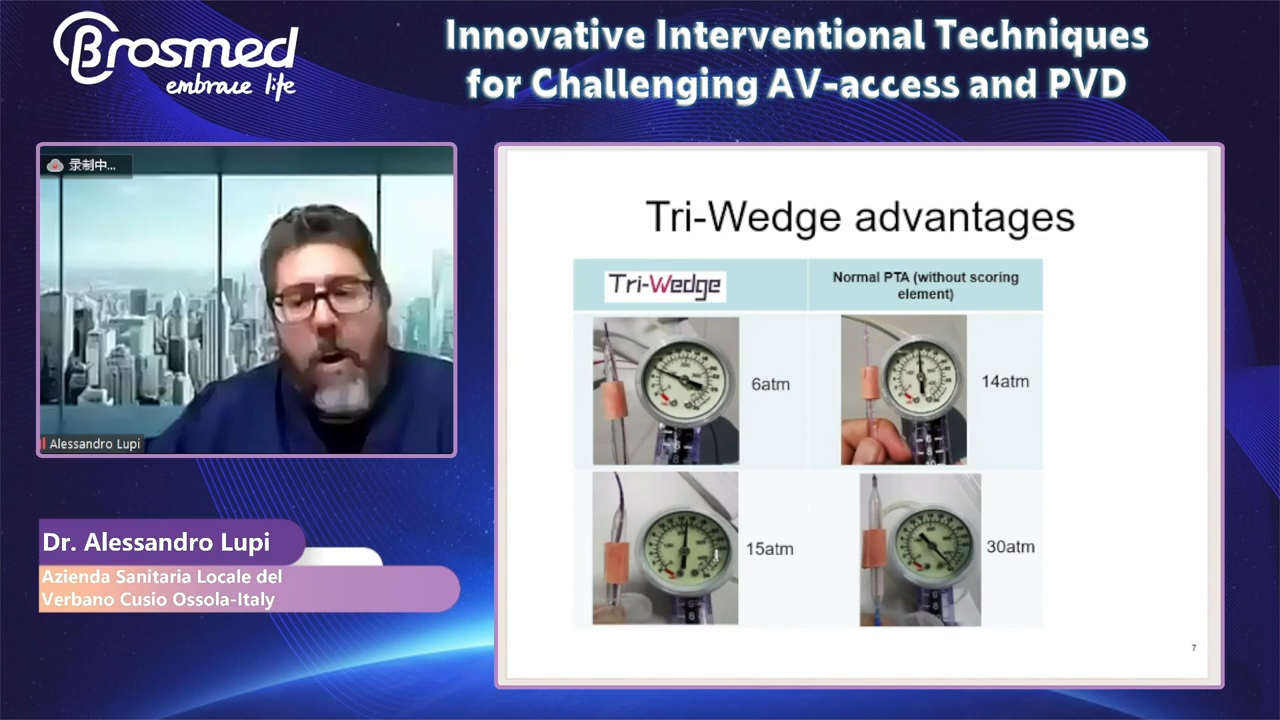 Brosmed
embrace life
Innovative Interventional Techniques
for Challenging AV-access and PVD
录制中...
Alessandro Lupi
Dr. Alessandro Lupi
Azienda Sanitaria Locale del
Verbano Cusio Ossola-Italy
Tri-Wedge advantages
Tri-Wedge
Normal PTA (without scoring
element)
6atm
14atm
15atm
30atm
7